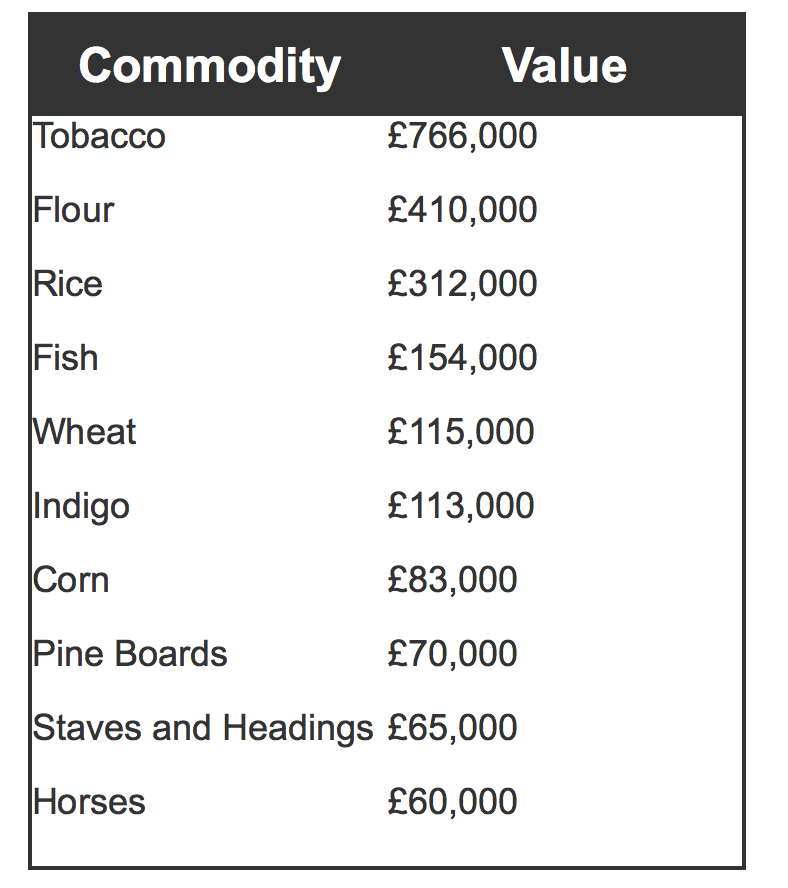 Commodity Value
Tobacco £766,000
Flour £410,000
Rice £312,000
Fish £154,000
Wheat £115,000
Indigo £113,000
Corn £83,000
Pine Boards £70,000
Staves and Headings £65,000
Horses £60,000